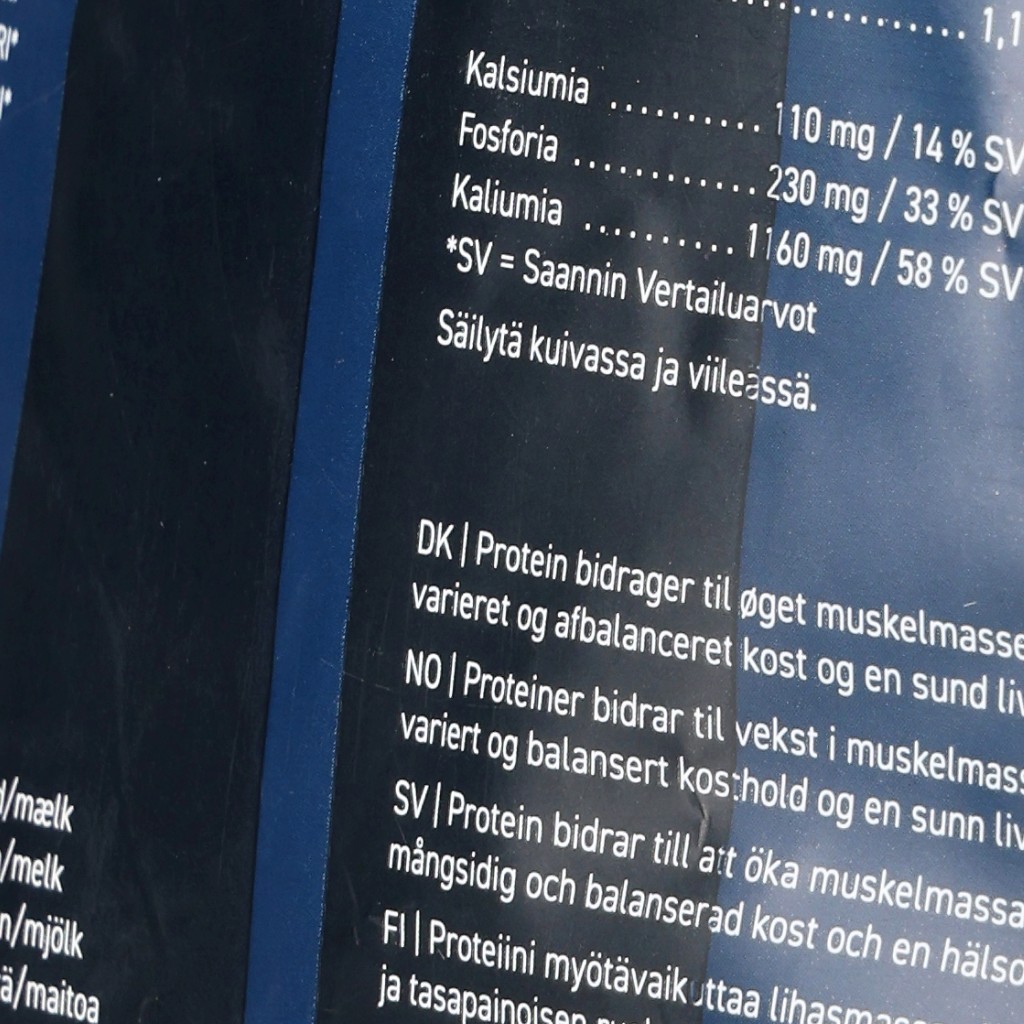 1,1
Kalsiumia .......... 110 mg / 14 % SV
Fosforia ............ 230 mg / 33 % SV
Kaliumia .......... 1160 mg / 58 % SV
*SV = Saannin Vertailuarvot
Säilytä kuivassa ja viileässä.
DK | Protein bidrager til øget muskelmasse
varieret og afbalanceret kost og en sund liv
NO | Proteiner bidrar til vekst i muskelmass
variert og balansert kosthold og en sunn liv
SV | Protein bidrar till att öka muskelmassa
mångsidig och balanserad kost och en hälso
FI | Proteiini myötävaikuttaa lihasma
ja tasapainoisen
/mælk
/melk
n/mjölk
ä/maitoa